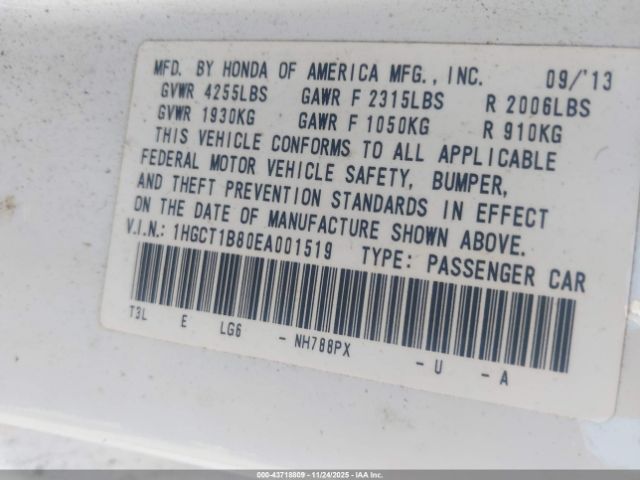 MFD. BY HONDA OF AMERICA MFG., INC. 09/'13
GVWR 4255LBS GAWR F 2315LBS R 2006LBS
GVWR 1930KG GAWR F 1050KG R 910KG
THIS VEHICLE CONFORMS TO ALL APPLICABLE
FEDERAL MOTOR VEHICLE SAFETY, BUMPER,
AND THEFT PREVENTION STANDARDS IN EFFECT
ON THE DATE OF MANUFACTURE SHOWN ABOVE.
V.I.N.: 1HGCT1B80EA001519 TYPE: PASSENGER CAR
T3L E LG6 - NH788PX - U - A
000-43718809 - 11/24/2025 - IAAI.COM